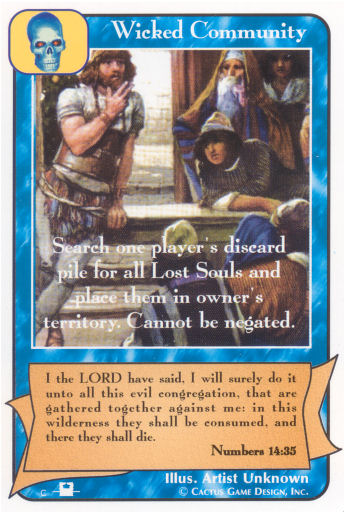 Wicked Community
Search one player's discard
pile for all Lost Souls and
place them in owner's
territory. Cannot be negated.
I the LORD have said, I will surely do it
unto all this evil congregation, that are
gathered together against me: in this
wilderness they shall be consumed, and
there they shall die.
Numbers 14:35
Illus. Artist Unknown
C
© CACTUS GAME DESIGN, INC.